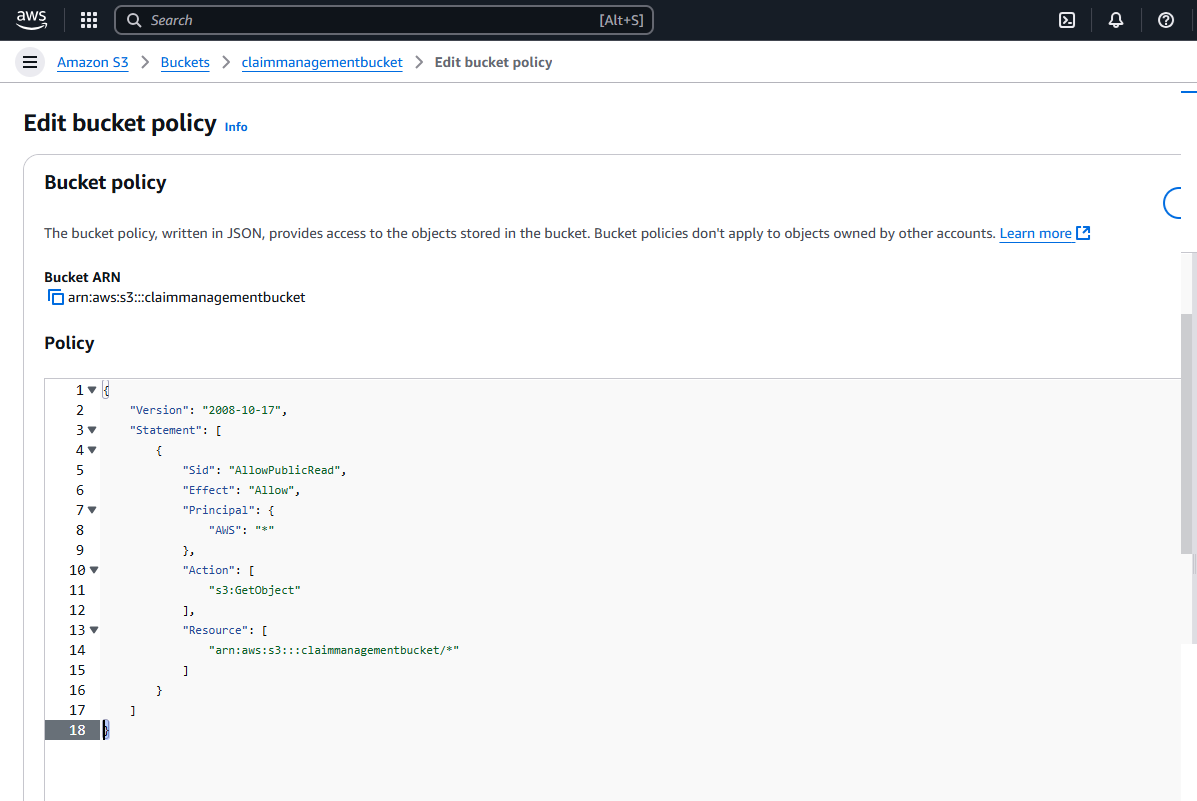 aws Search [Alt+S]
Amazon S3 > Buckets > claimmanagementbucket > Edit bucket policy
Edit bucket policy Info
Bucket policy
The bucket policy, written in JSON, provides access to the objects stored in the bucket. Bucket policies don't apply to objects owned by other accounts. Learn more
Bucket ARN
arn:aws:s3:::claimmanagementbucket
Policy
1 {
2 "Version": "2008-10-17",
3 "Statement": [
4 {
5 "Sid": "AllowPublicRead",
6 "Effect": "Allow",
7 "Principal": {
8 "AWS": "*"
9 },
10 "Action": [
11 "s3:GetObject"
12 ],
13 "Resource": [
14 "arn:aws:s3:::claimmanagementbucket/*"
15 ]
16 }
17 ]
18 }